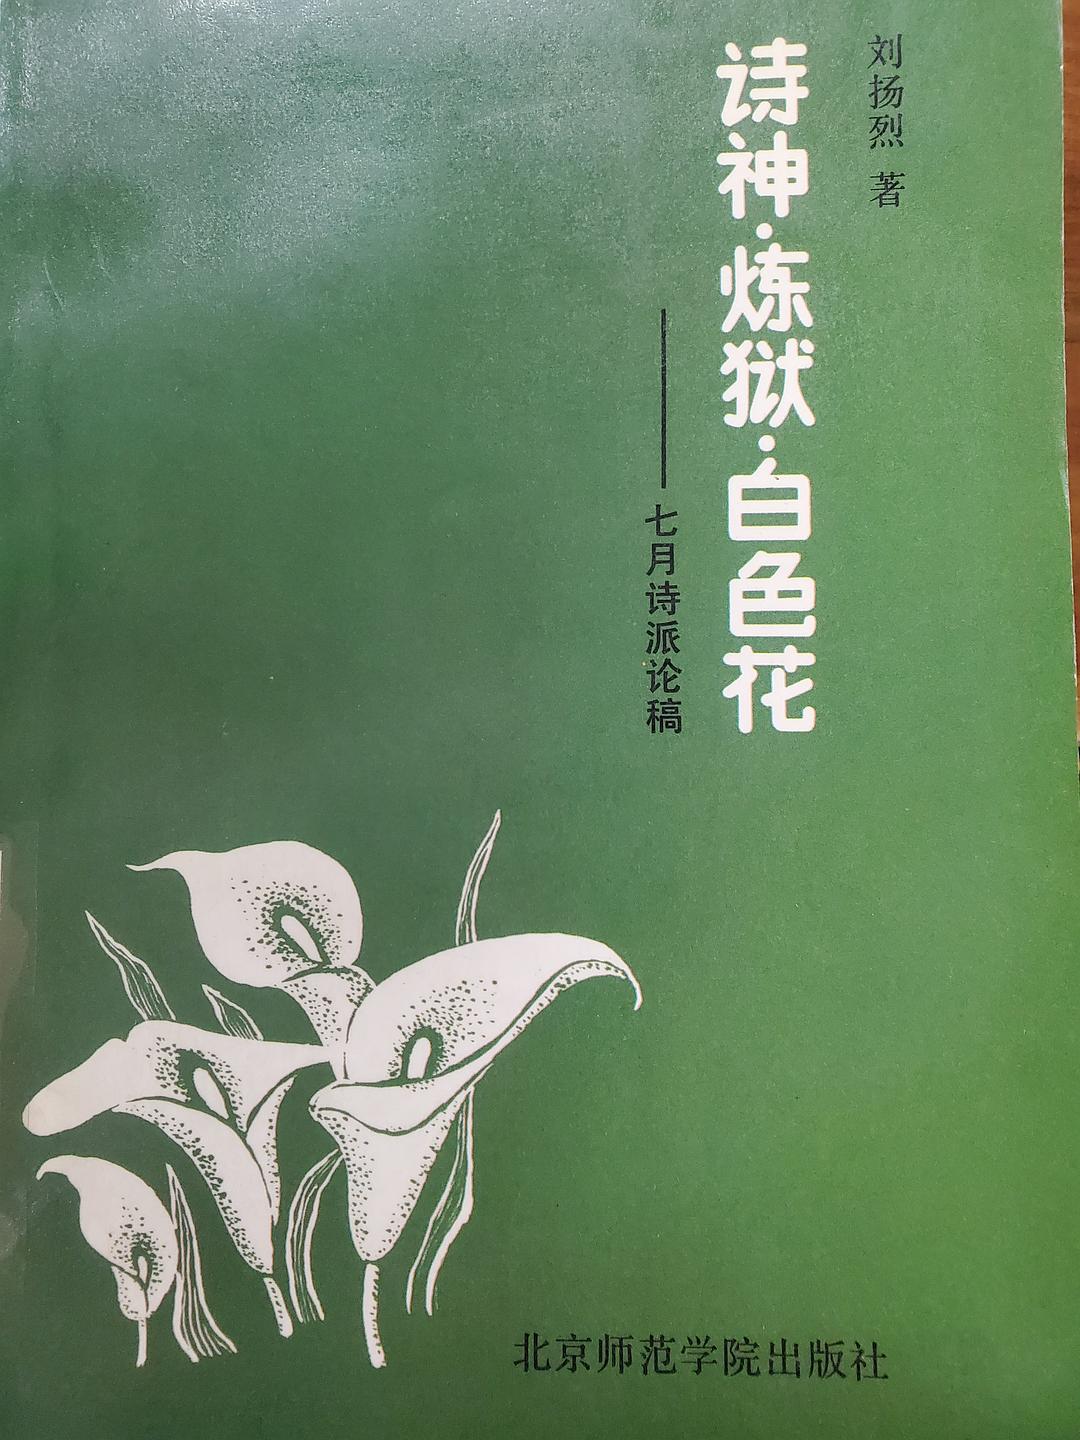 刘扬烈 著
诗神·炼狱·白色花
——七月诗派论稿
北京师范学院出版社